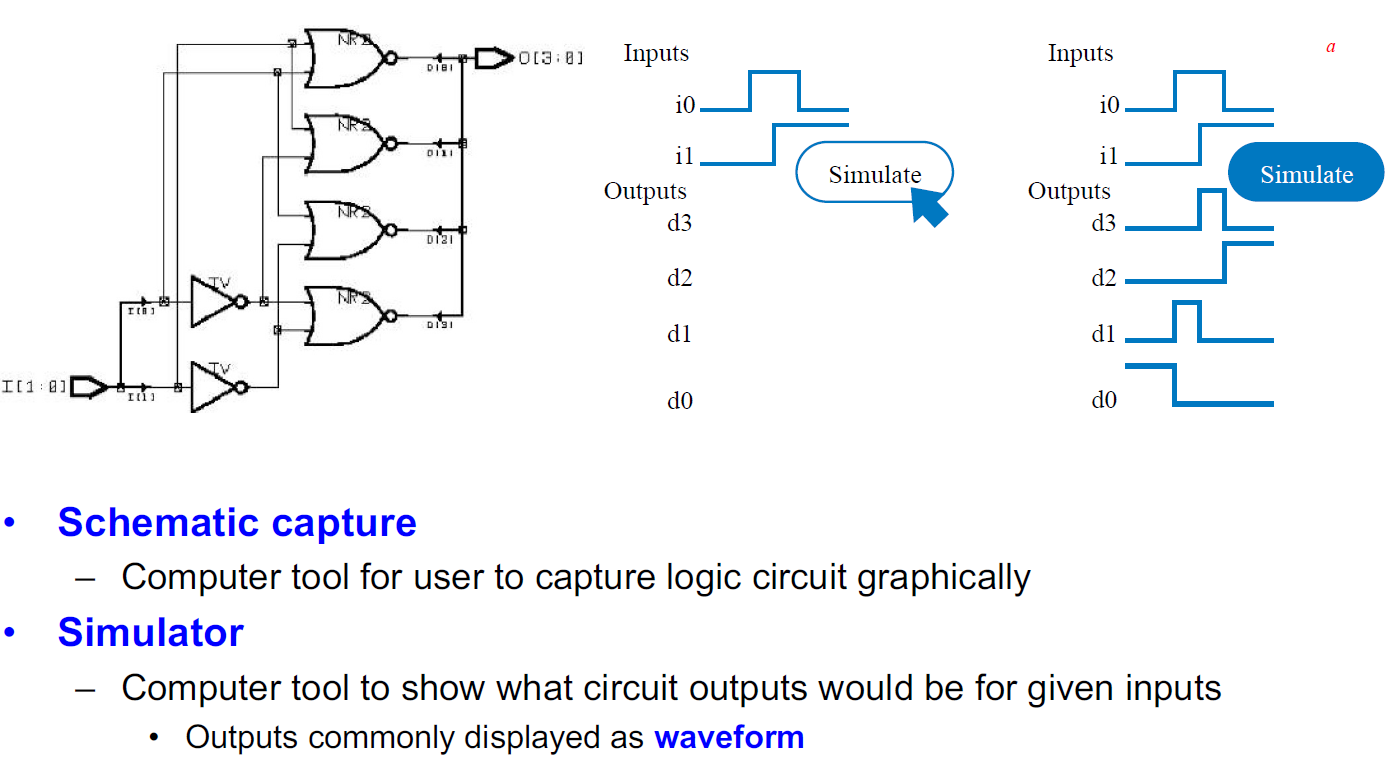 NR2
O[3:0]
D[0]
NR2
D[1]
NR2
D[2]
IV
NR2
I[0]
D[3]
IV
I[1:0]
I[1]
Inputs
i0
i1
Simulate
Outputs
d3
d2
d1
d0
Inputs
a
i0
i1
Simulate
Outputs
d3
d2
d1
d0
• Schematic capture
– Computer tool for user to capture logic circuit graphically
• Simulator
– Computer tool to show what circuit outputs would be for given inputs
• Outputs commonly displayed as waveform